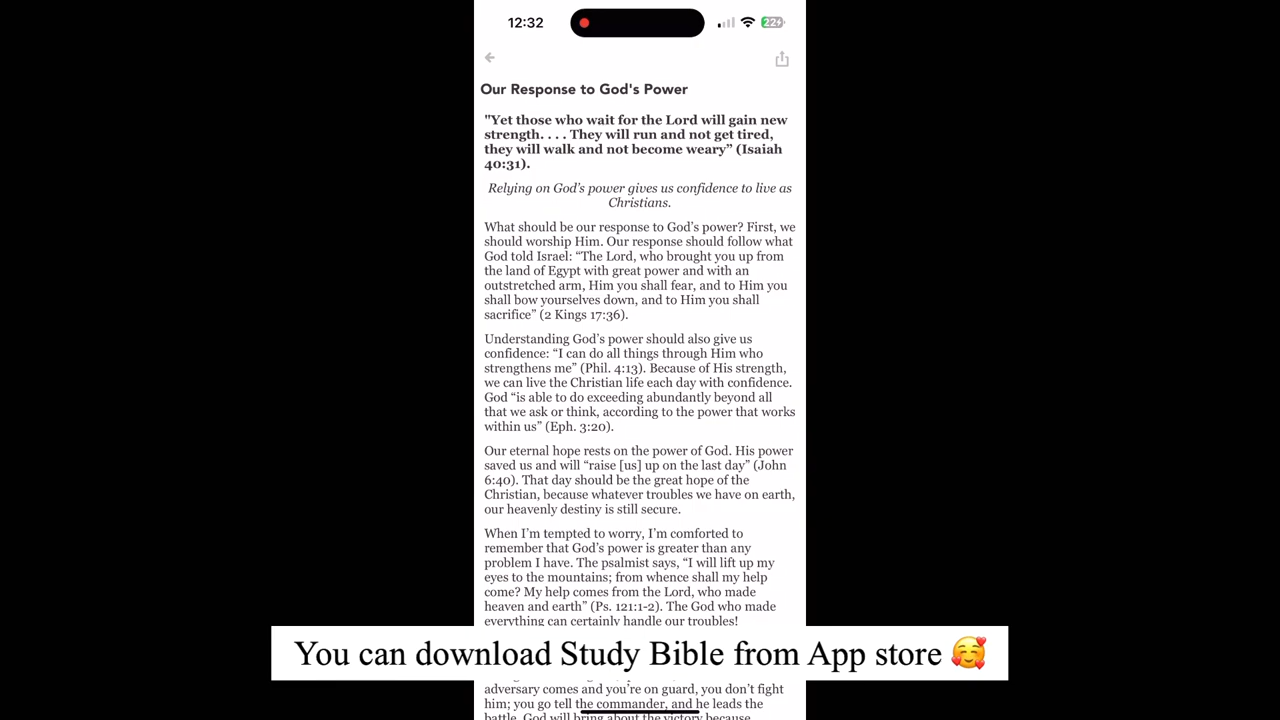 12:32
22
Our Response to God's Power
"Yet those who wait for the Lord will gain new
strength. . . . They will run and not get tired,
they will walk and not become weary” (Isaiah
40:31).
Relying on God’s power gives us confidence to live as
Christians.
What should be our response to God’s power? First, we
should worship Him. Our response should follow what
God told Israel: “The Lord, who brought you up from
the land of Egypt with great power and with an
outstretched arm, Him you shall fear, and to Him you
shall bow yourselves down, and to Him you shall
sacrifice” (2 Kings 17:36).
Understanding God’s power should also give us
confidence: “I can do all things through Him who
strengthens me” (Phil. 4:13). Because of His strength,
we can live the Christian life each day with confidence.
God “is able to do exceeding abundantly beyond all
that we ask or think, according to the power that works
within us” (Eph. 3:20).
Our eternal hope rests on the power of God. His power
saved us and will “raise [us] up on the last day” (John
6:40). That day should be the great hope of the
Christian, because whatever troubles we have on earth,
our heavenly destiny is still secure.
When I’m tempted to worry, I’m comforted to
remember that God’s power is greater than any
problem I have. The psalmist says, “I will lift up my
eyes to the mountains; from whence shall my help
come? My help comes from the Lord, who made
heaven and earth” (Ps. 121:1-2). The God who made
everything can certainly handle our troubles!
You can download Study Bible from App store 🥰
adversary comes and you’re on guard, you don’t fight
him; you go tell the commander, and he leads the
battle. God will bring about the victory because